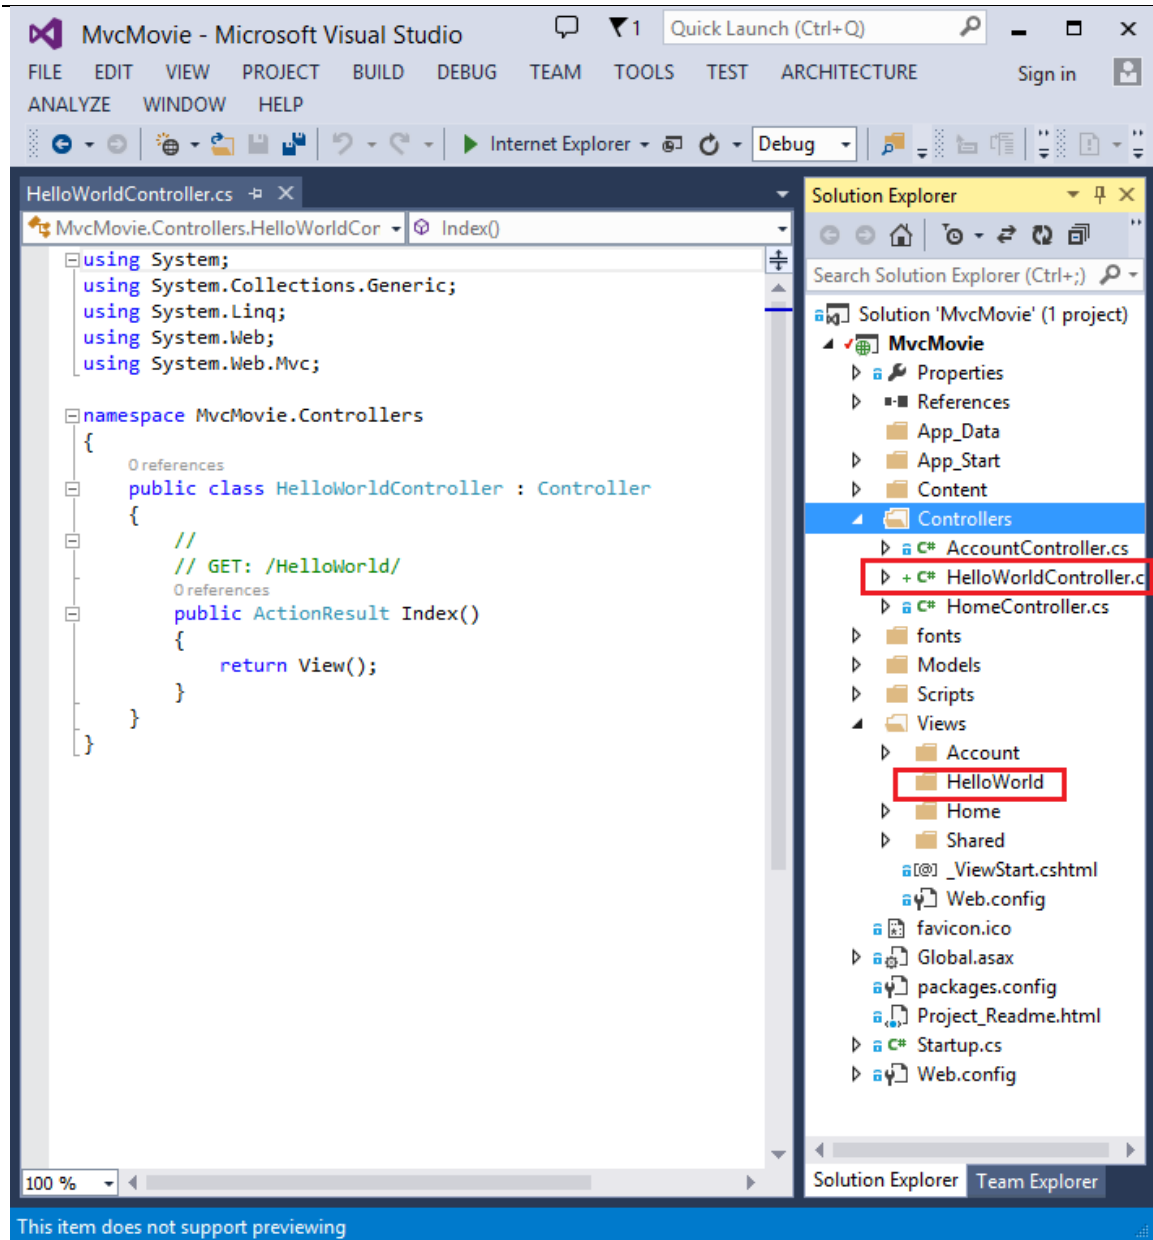 MvcMovie - Microsoft Visual Studio
1
Quick Launch (Ctrl+Q)
FILE EDIT VIEW PROJECT BUILD DEBUG TEAM TOOLS TEST ARCHITECTURE Sign in
ANALYZE WINDOW HELP
Internet Explorer Debug
HelloWorldController.cs
MvcMovie.Controllers.HelloWorldCor Index()
using System;
using System.Collections.Generic;
using System.Linq;
using System.Web;
using System.Web.Mvc;
namespace MvcMovie.Controllers
{
0 references
public class HelloWorldController : Controller
{
//
// GET: /HelloWorld/
0 references
public ActionResult Index()
{
return View();
}
}
}
100 %
Solution Explorer
Search Solution Explorer (Ctrl+;)
Solution 'MvcMovie' (1 project)
MvcMovie
Properties
References
App_Data
App_Start
Content
Controllers
C# AccountController.cs
+ C# HelloWorldController.c
C# HomeController.cs
fonts
Models
Scripts
Views
Account
HelloWorld
Home
Shared
[@] _ViewStart.cshtml
Web.config
favicon.ico
Global.asax
packages.config
Project_Readme.html
C# Startup.cs
Web.config
Solution Explorer Team Explorer
This item does not support previewing